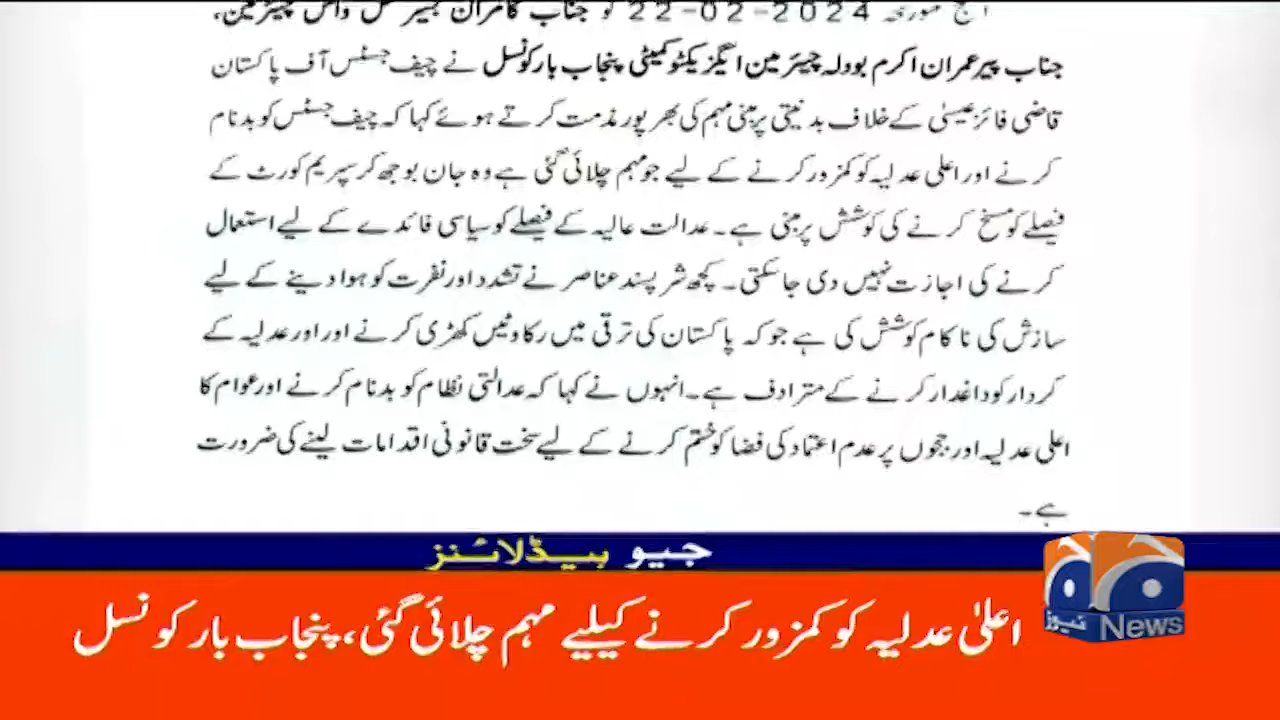 آج مورخہ 22-02-2024 کو جناب کامران بشیر مغل وائس چیئرمین،
جناب پیر عمران اکرم بودلہ چیئرمین ایگزیکٹو کمیٹی پنجاب بار کونسل نے چیف جسٹس آف پاکستان
قاضی فائز عیسیٰ کے خلاف بدنیتی پر مبنی مہم کی بھرپور مذمت کرتے ہوئے کہا کہ چیف جسٹس کو بدنام
کرنے اور اعلی عدلیہ کو کمزور کرنے کے لیے جو مہم چلائی گئی ہے وہ جان بوجھ کر سپریم کورٹ کے
فیصلے کو مسخ کرنے کی کوشش پر مبنی ہے۔ عدالت عالیہ کے فیصلے کو سیاسی فائدے کے لیے استعمال
کرنے کی اجازت نہیں دی جا سکتی۔ کچھ شر پسند عناصر نے تشدد اور نفرت کو ہوا دینے کے لیے
سازش کی ناکام کوشش کی ہے جو کہ پاکستان کی ترقی میں رکاوٹیں کھڑی کرنے اور اور عدلیہ کے
کردار کو داغدار کرنے کے مترادف ہے۔ انہوں نے کہا کہ عدالتی نظام کو بدنام کرنے اور عوام کا
اعلی عدلیہ اور ججوں پر عدم اعتماد کی فضا کو ختم کرنے کے لیے سخت قانونی اقدامات لینے کی ضرورت
ہے۔
جیو ہیڈلائنز
اعلیٰ عدلیہ کو کمزور کرنے کیلیے مہم چلائی گئی، پنجاب بار کونسل
نیوز News